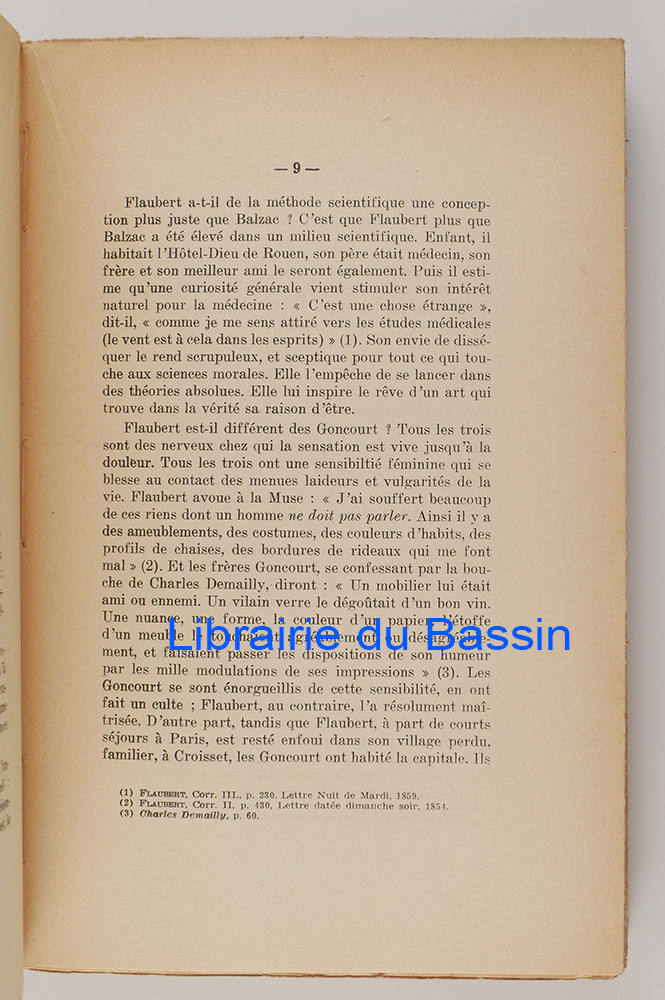 — 9 —
Flaubert a-t-il de la méthode scientifique une concep-
tion plus juste que Balzac ? C'est que Flaubert plus que
Balzac a été élevé dans un milieu scientifique. Enfant, il
habitait l'Hôtel-Dieu de Rouen, son père était médecin, son
frère et son meilleur ami le seront également. Puis il esti-
me qu'une curiosité générale vient stimuler son intérêt
naturel pour la médecine : « C'est une chose étrange »,
dit-il, « comme je me sens attiré vers les études médicales
(le vent est à cela dans les esprits) » (1). Son envie de dissé-
quer le rend scrupuleux, et sceptique pour tout ce qui tou-
che aux sciences morales. Elle l'empêche de se lancer dans
des théories absolues. Elle lui inspire le rêve d'un art qui
trouve dans la vérité sa raison d'être.
Flaubert est-il différent des Goncourt ? Tous les trois
sont des nerveux chez qui la sensation est vive jusqu'à la
douleur. Tous les trois ont une sensibiltié féminine qui se
blesse au contact des menues laideurs et vulgarités de la
vie. Flaubert avoue à la Muse : « J'ai souffert beaucoup
de ces riens dont un homme ne doit pas parler. Ainsi il y a
des ameublements, des costumes, des couleurs d'habits, des
profils de chaises, des bordures de rideaux qui me font
mal » (2). Et les frères Goncourt, se confessant par la bou-
che de Charles Demailly, diront : « Un mobilier lui était
ami ou ennemi. Un vilain verre le dégoûtait d'un bon vin.
Une nuance, une forme, la couleur d'un papier, l'étoffe
d'un meuble le touchaient agréablement ou désagréable-
ment, et faisaient passer les dispositions de son humeur
par les mille modulations de ses impressions » (3). Les
Goncourt se sont énorgueillis de cette sensibilité, en ont
fait un culte ; Flaubert, au contraire, l'a résolument maî-
trisée. D'autre part, tandis que Flaubert, à part de courts
séjours à Paris, est resté enfoui dans son village perdu,
familier, à Croisset, les Goncourt ont habité la capitale. Ils
(1) FLAUBERT, Corr. III., p. 230. Lettre Nuit de Mardi, 1859.
(2) FLAUBERT, Corr. II, p. 430, Lettre datée dimanche soir, 1854.
(3) Charles Demailly, p. 60.
Librairie du Bassin